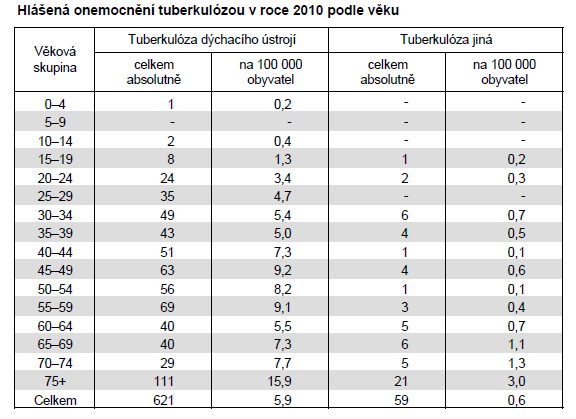 Hlášená onemocnění tuberkulózou v roce 2010 podle věku
Věková skupina | Tuberkulóza dýchacího ústrojí | Tuberkulóza jiná
celkem absolutně | na 100 000 obyvatel | celkem absolutně | na 100 000 obyvatel
0–4 1 0,2 - -
5–9 - - - -
10–14 2 0,4 - -
15–19 8 1,3 1 0,2
20–24 24 3,4 2 0,3
25–29 35 4,7 - -
30–34 49 5,4 6 0,7
35–39 43 5,0 4 0,5
40–44 51 7,3 1 0,1
45–49 63 9,2 4 0,6
50–54 56 8,2 1 0,1
55–59 69 9,1 3 0,4
60–64 40 5,5 5 0,7
65–69 40 7,3 6 1,1
70–74 29 7,7 5 1,3
75+ 111 15,9 21 3,0
Celkem 621 5,9 59 0,6